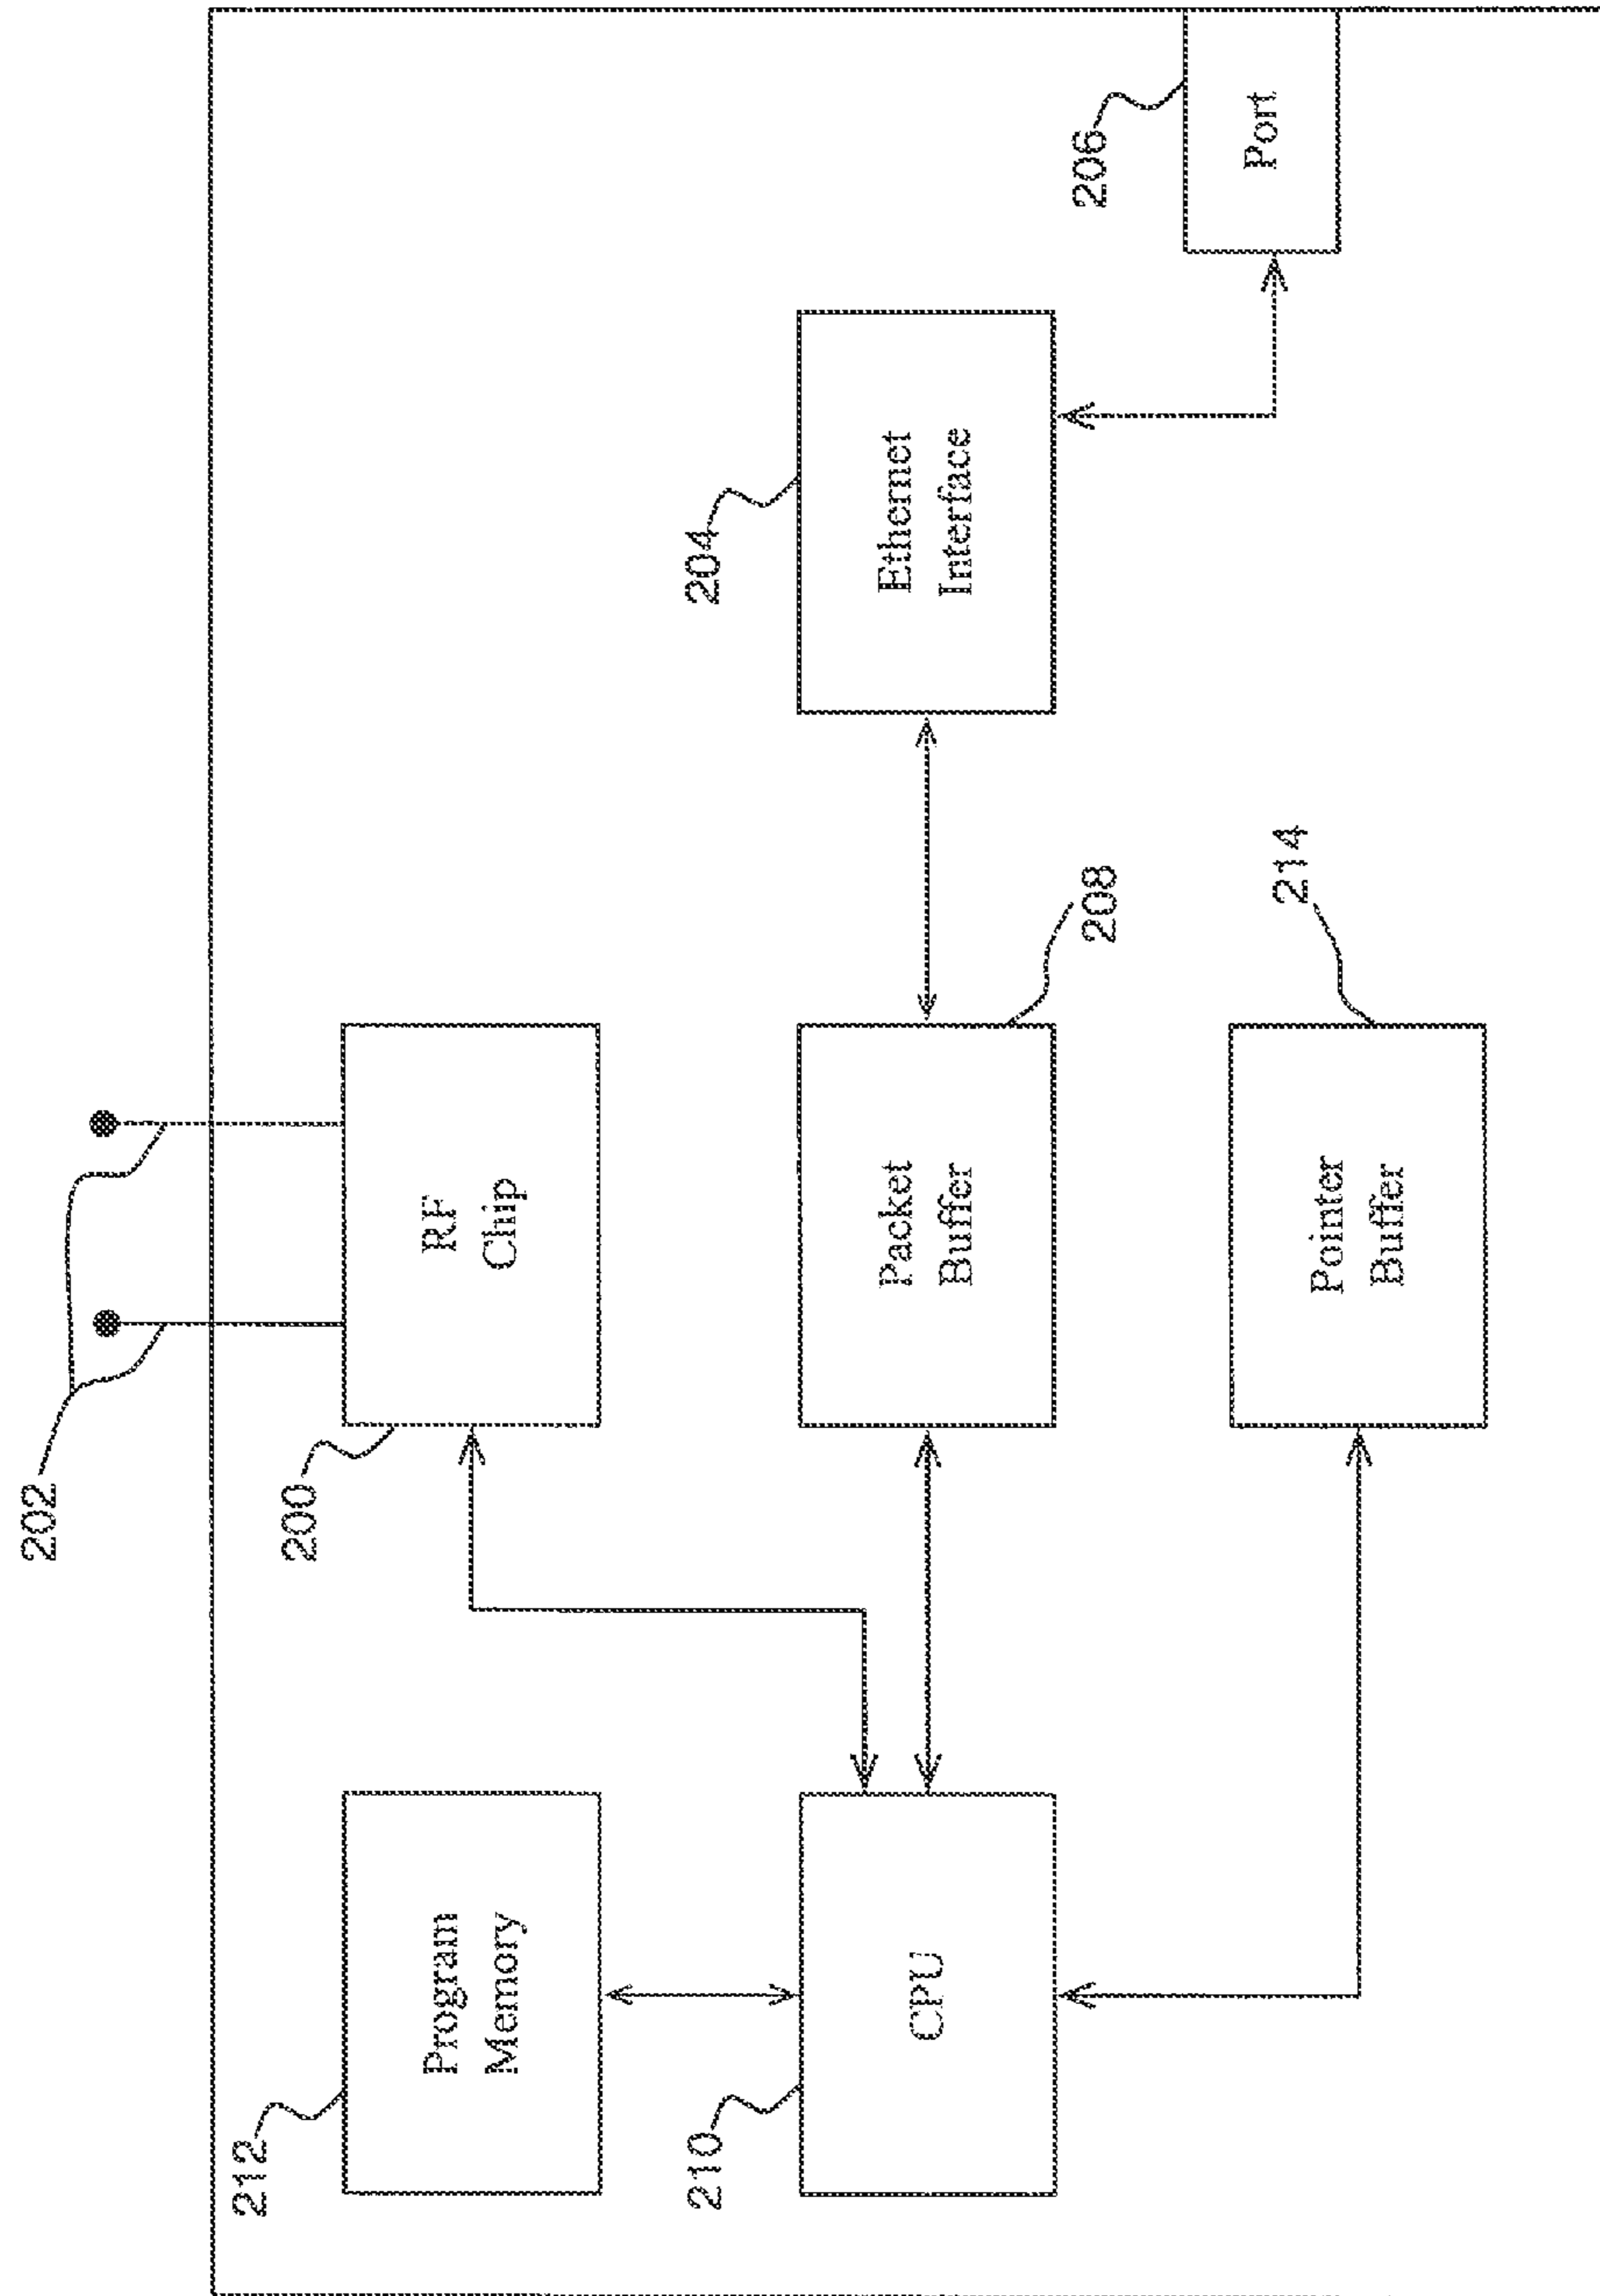 202
212
Program
Memory
200
RF
Chip
210
CPU
Packet
Buffer
208
204
Ethernet
Interface
Pointer
Buffer
214
206
Port